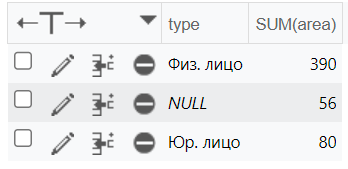 type SUM(area)
Физ. лицо 390
NULL 56
Юр. лицо 80